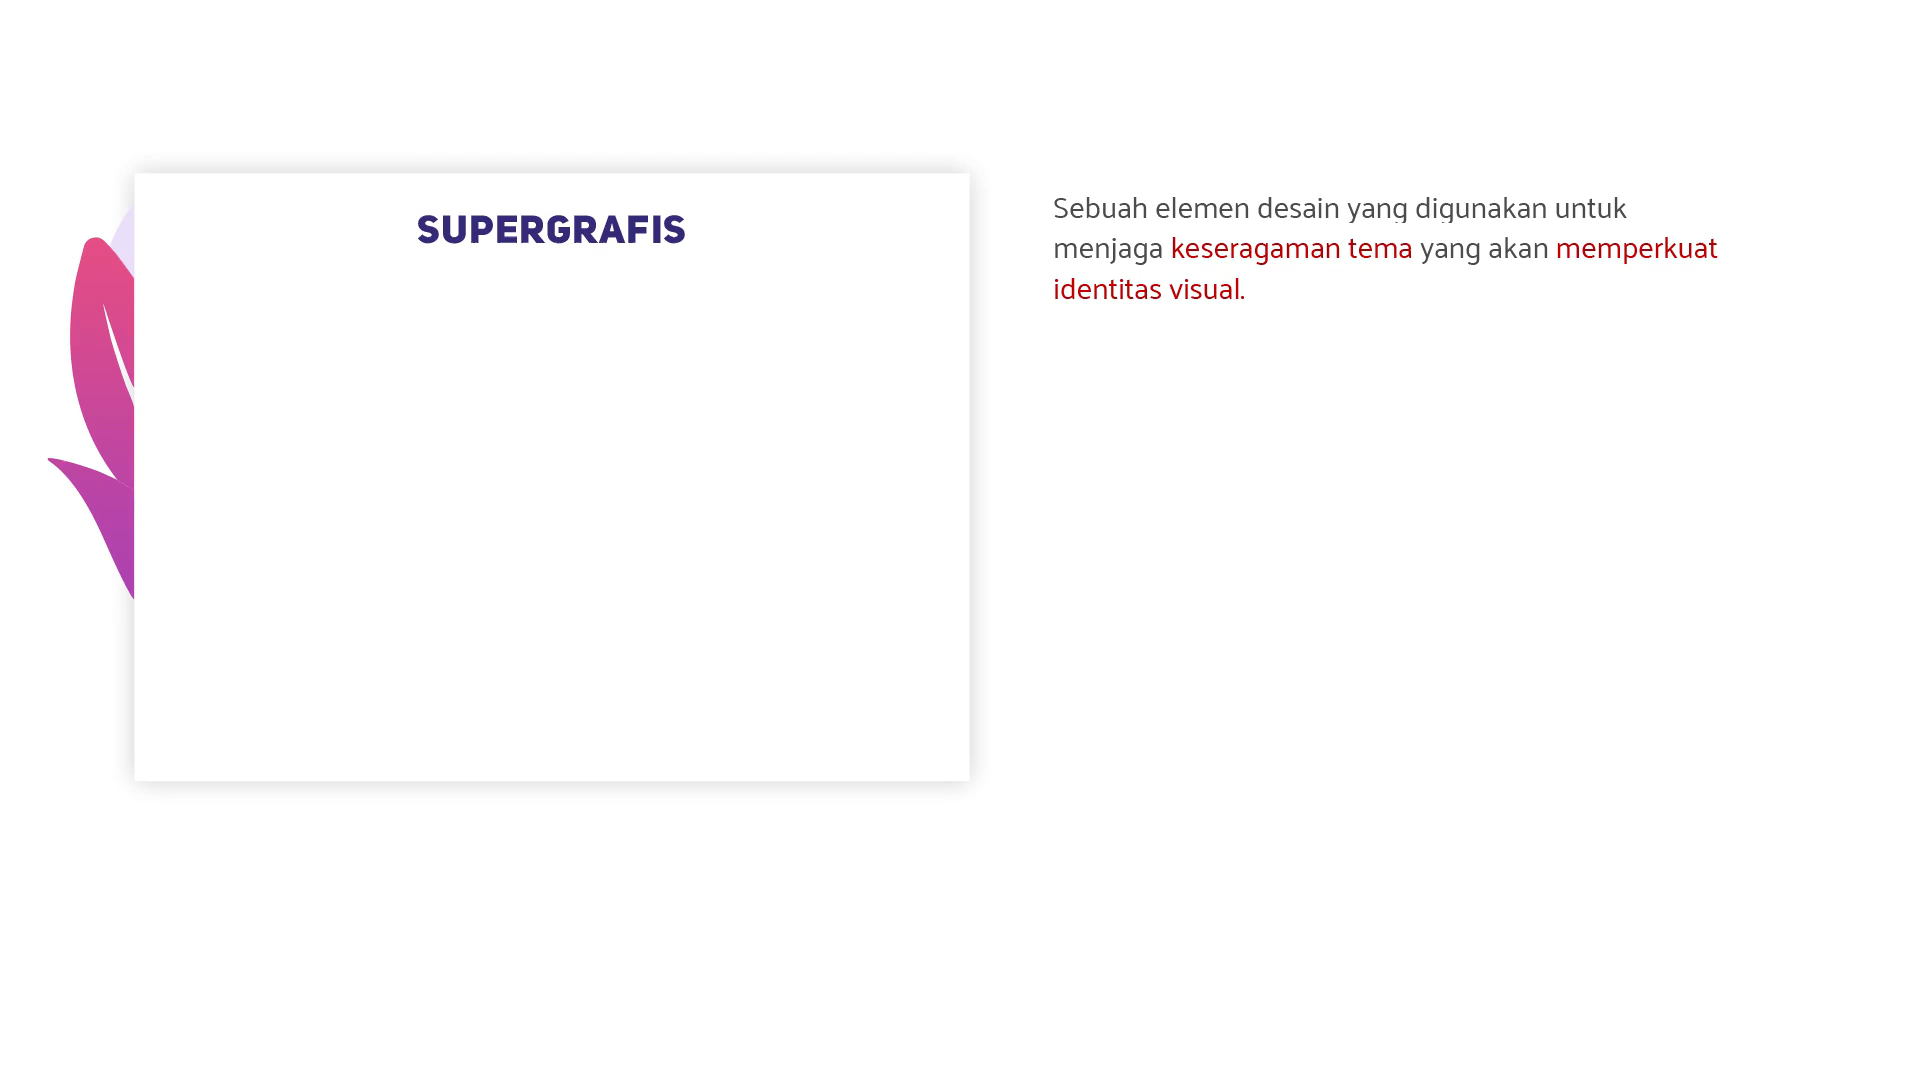 SUPERGRAFIS
Sebuah elemen desain yang digunakan untuk
menjaga keseragaman tema yang akan memperkuat
identitas visual.